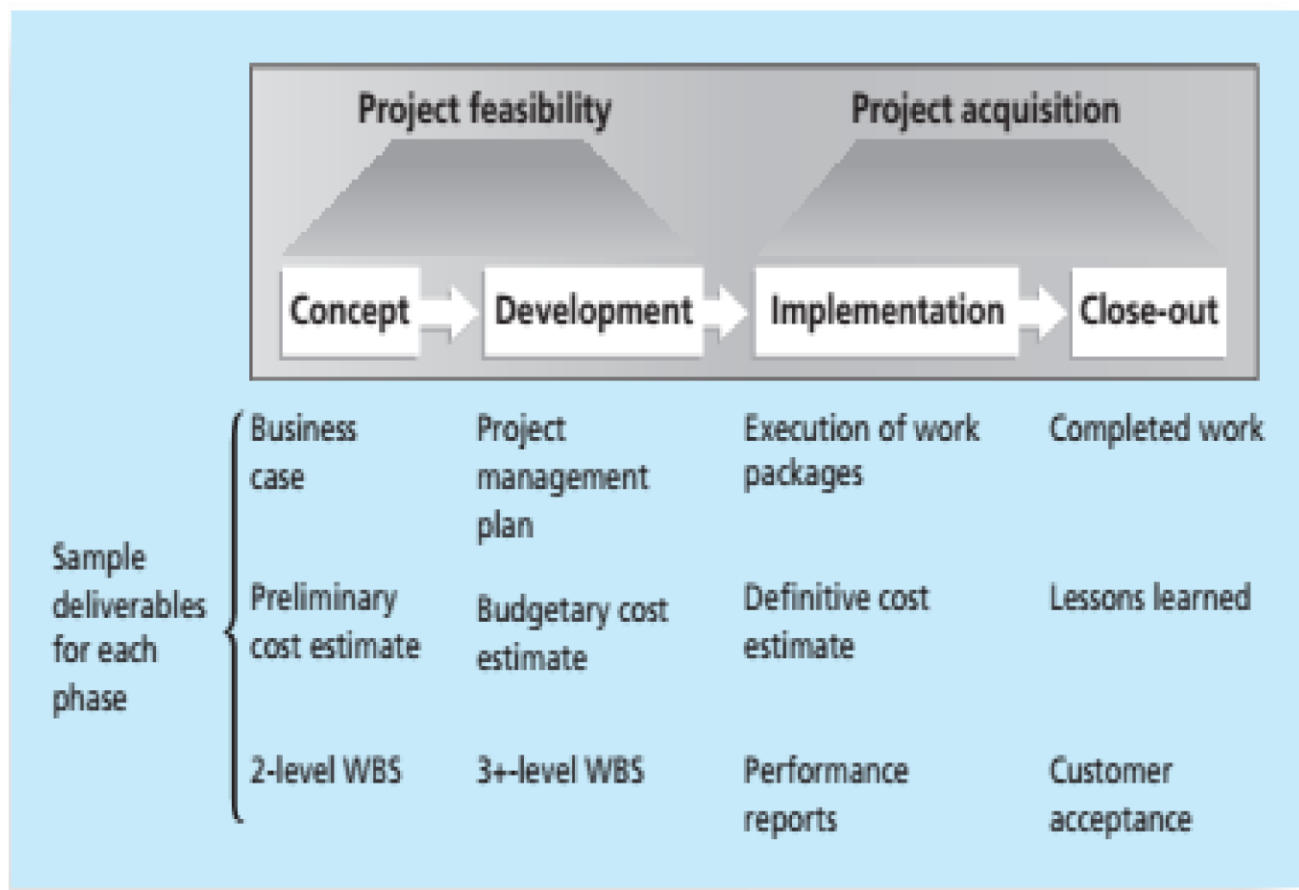 Project feasibility
Project acquisition
Concept
Development
Implementation
Close-out
Sample
deliverables
for each
phase
Business
case
Project
management
plan
Execution of work
packages
Completed work
Preliminary
cost estimate
Budgetary cost
estimate
Definitive cost
estimate
Lessons learned
2-level WBS
3+-level WBS
Performance
reports
Customer
acceptance